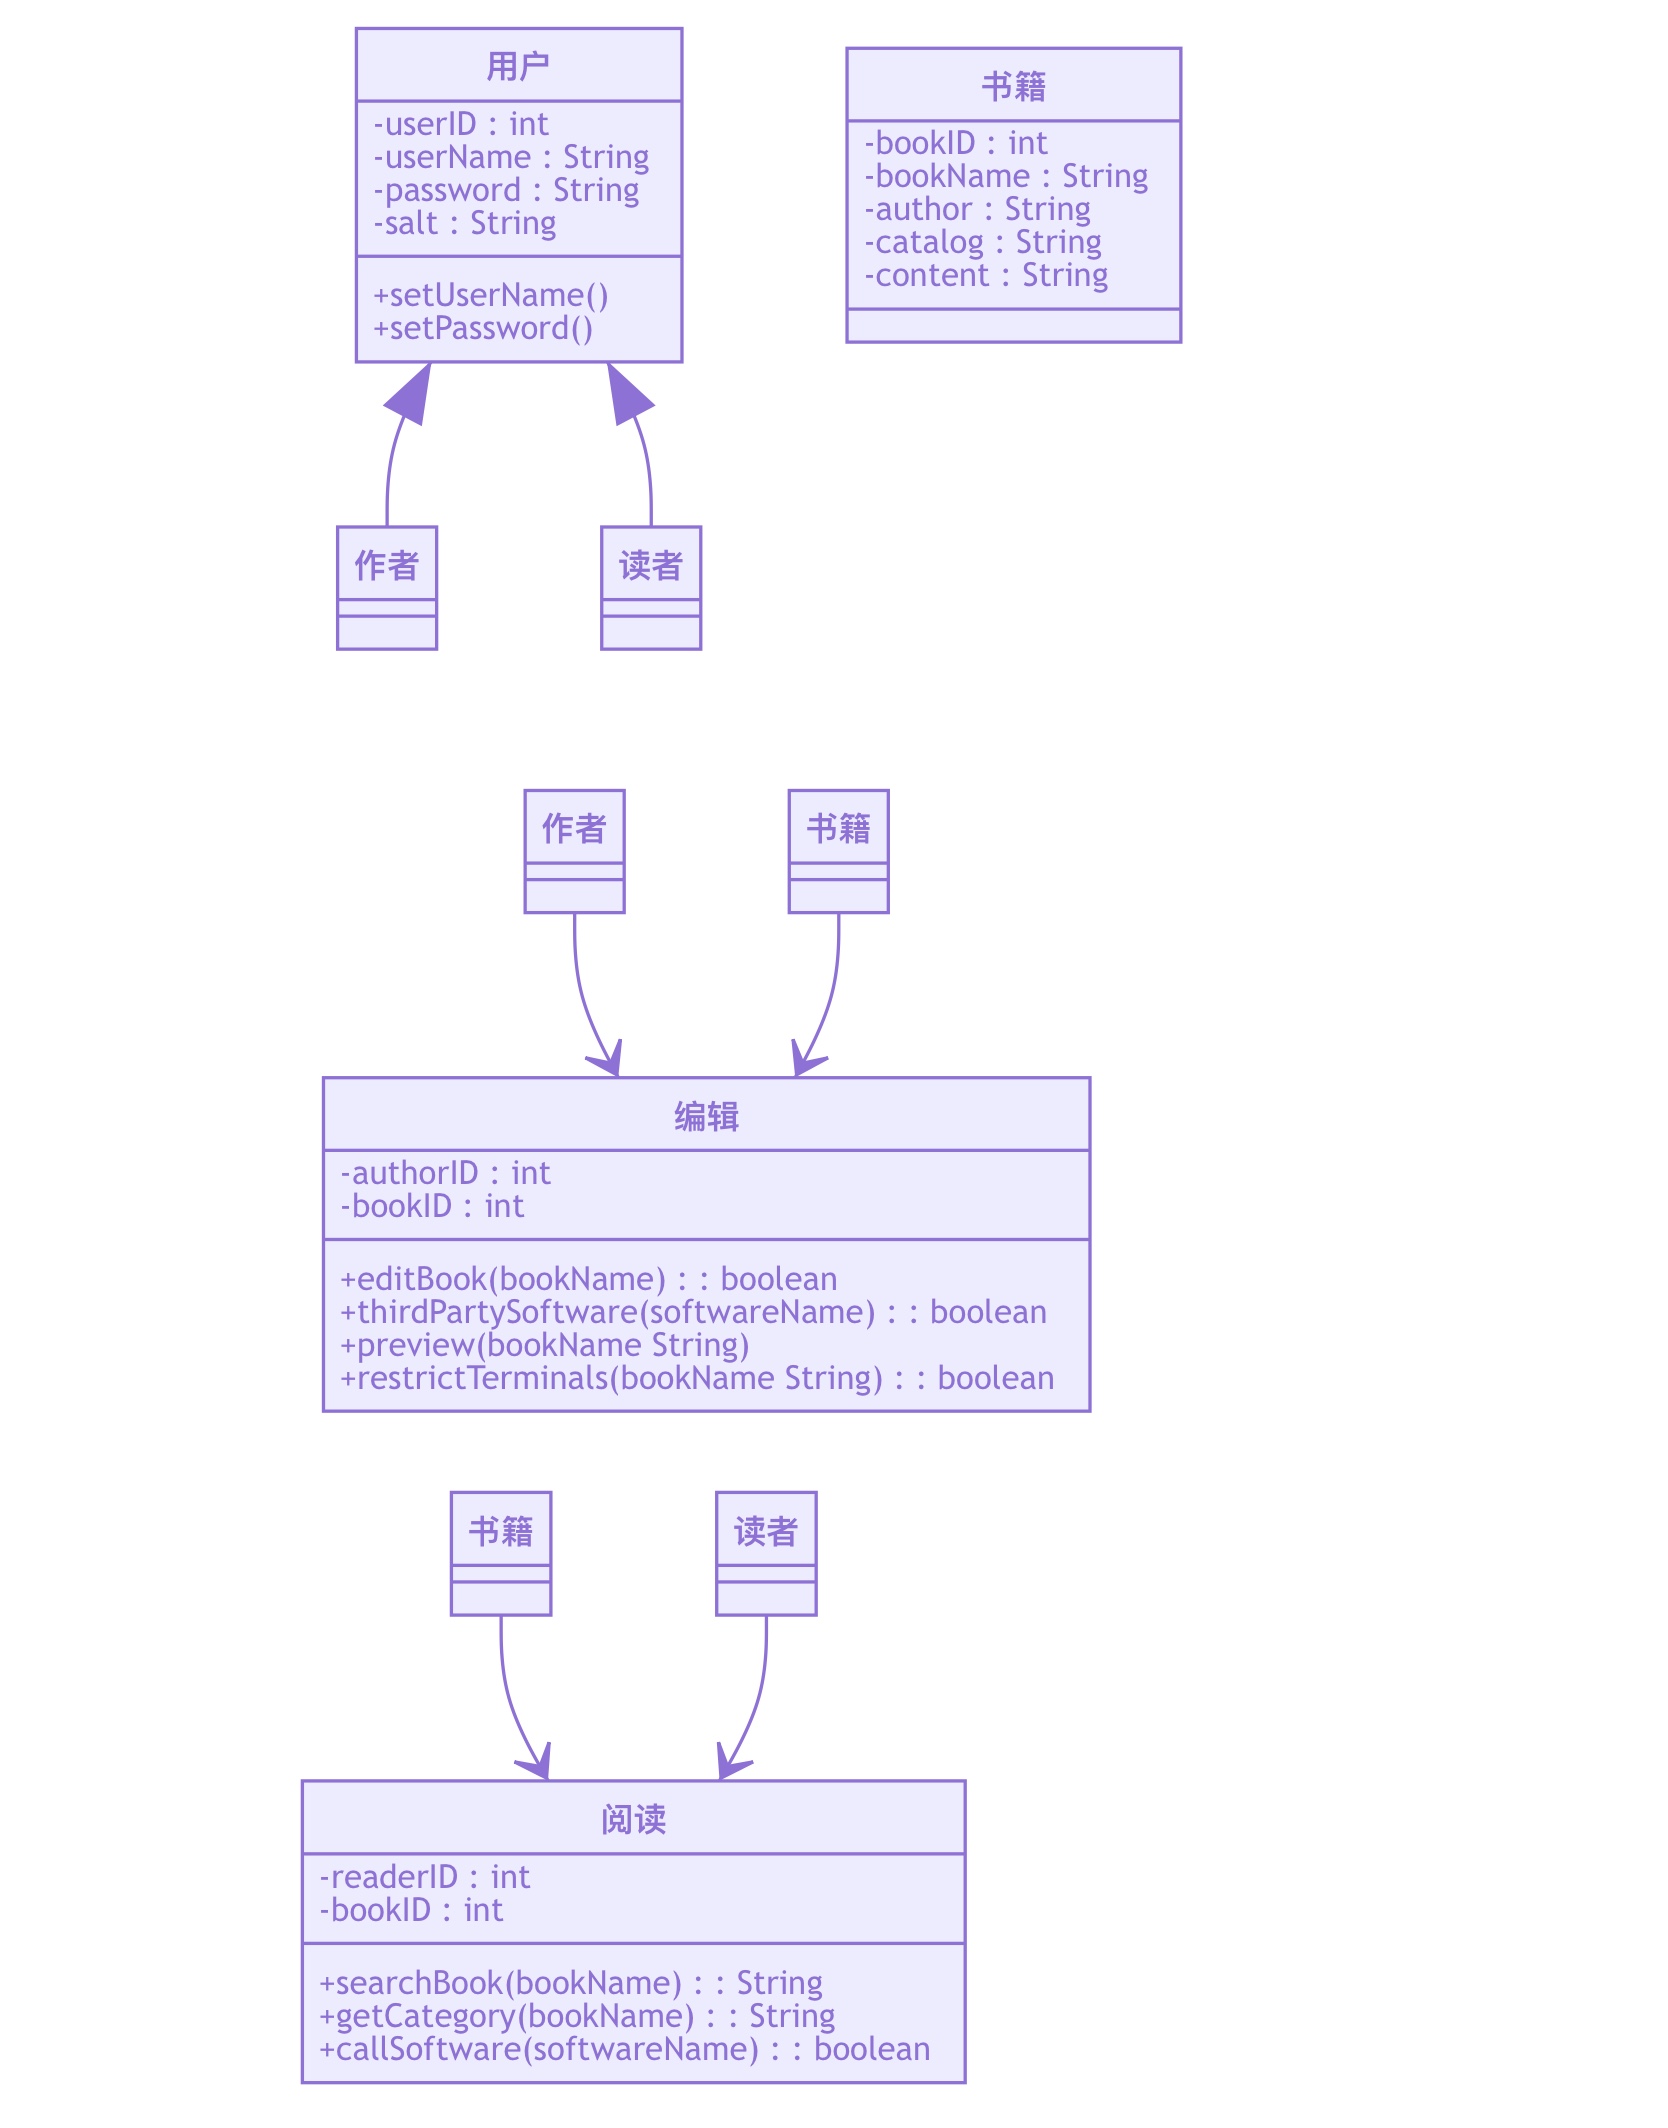 用户
-userID : int
-userName : String
-password : String
-salt : String
+setUserName()
+setPassword()
书籍
-bookID : int
-bookName : String
-author : String
-catalog : String
-content : String
作者
读者
作者
书籍
编辑
-authorID : int
-bookID : int
+editBook(bookName) : : boolean
+thirdPartySoftware(softwareName) : : boolean
+preview(bookName String)
+restrictTerminals(bookName String) : : boolean
书籍
读者
阅读
-readerID : int
-bookID : int
+searchBook(bookName) : : String
+getCategory(bookName) : : String
+callSoftware(softwareName) : : boolean